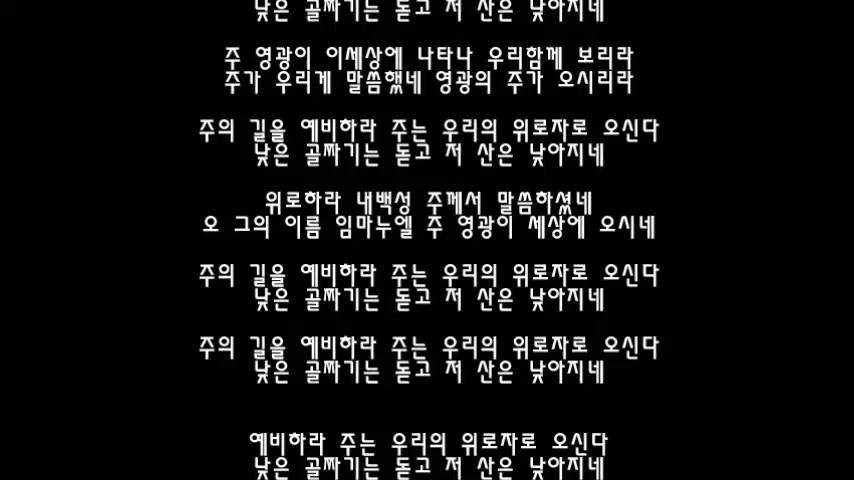 낮은 골짜기는 돋고 저 산은 낮아지네
주 영광이 이세상에 나타나 우리함께 보리라
주가 우리게 말씀했네 영광의 주가 오시리라
주의 길을 예비하라 주는 우리의 위로자로 오신다
낮은 골짜기는 돋고 저 산은 낮아지네
위로하라 내백성 주께서 말씀하셨네
오 그의 이름 임마누엘 주 영광이 세상에 오시네
주의 길을 예비하라 주는 우리의 위로자로 오신다
낮은 골짜기는 돋고 저 산은 낮아지네
주의 길을 예비하라 주는 우리의 위로자로 오신다
낮은 골짜기는 돋고 저 산은 낮아지네
예비하라 주는 우리의 위로자로 오신다
낮은 골짜기는 돋고 저 산은 낮아지네